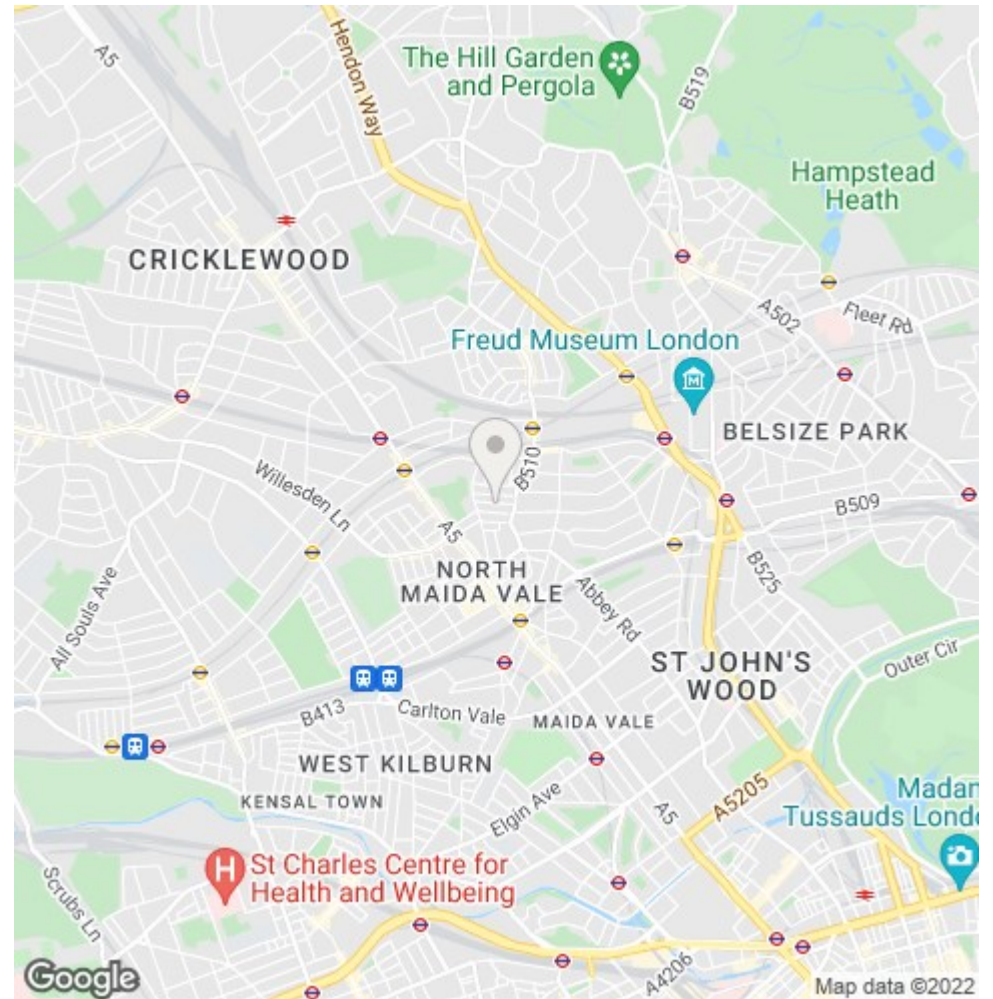 A5
Hendon Way
The Hill Garden
and Pergola
B519
Hampstead
Heath
CRICKLEWOOD
A502
Fleet Rd
Freud Museum London
M
BELSIZE PARK
Willesden Ln
B510
B509
A5
NORTH
MAIDA VALE
B525
Abbey Rd
All Souls Ave
ST JOHN'S
WOOD
Outer Cir
B413
Carlton Vale
MAIDA VALE
WEST KILBURN
KENSAL TOWN
Elgin Ave
A5
A5205
Madan
Tussauds Londo
H
St Charles Centre for
Health and Wellbeing
Scrubs Ln
A4206
Google
Map data ©2022